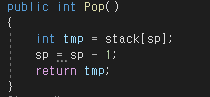 public int Pop()
{
int tmp = stack[sp];
sp = sp - 1;
return tmp;
}